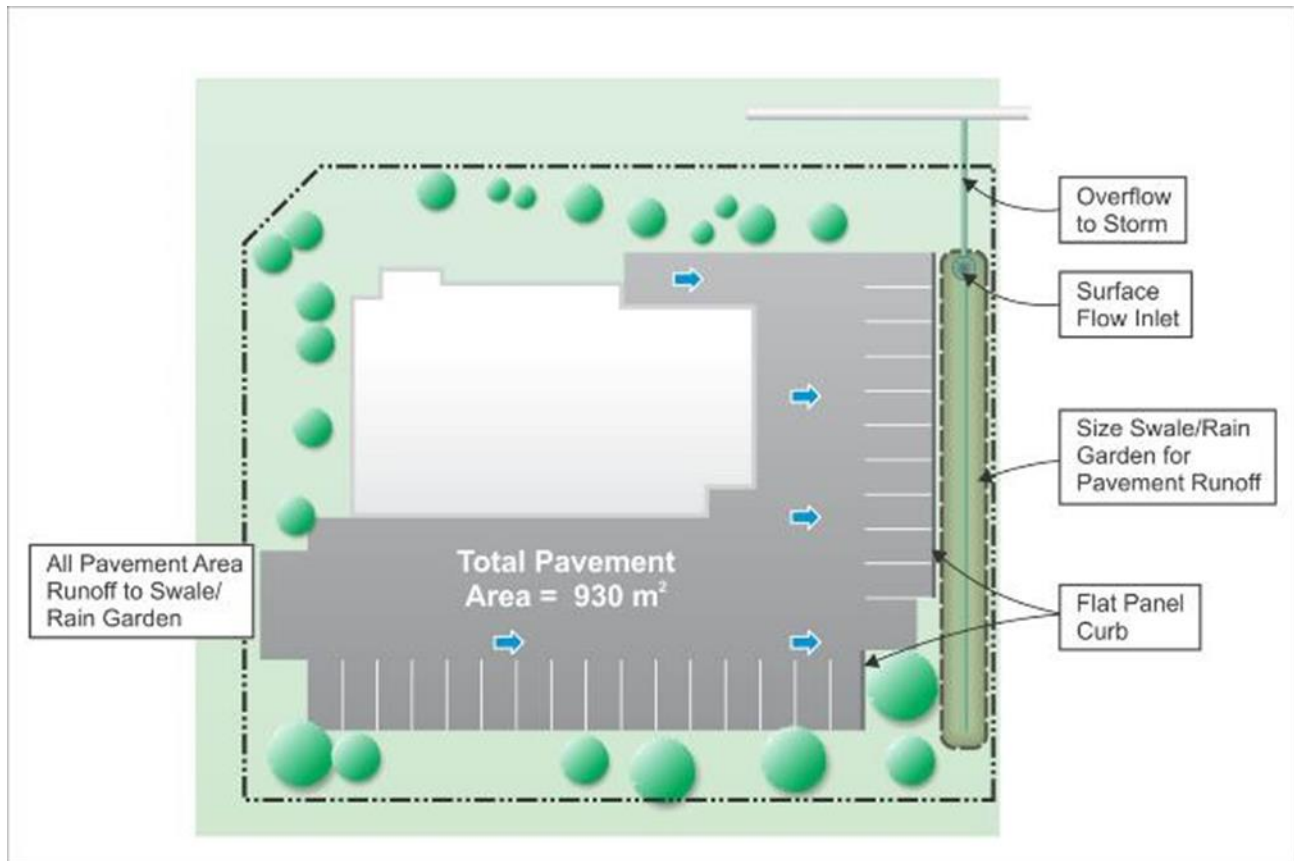 Overflow
to Storm
Surface
Flow Inlet
Size Swale/Rain
Garden for
Pavement Runoff
All Pavement Area
Runoff to Swale/
Rain Garden
Total Pavement
Area = 930 m²
Flat Panel
Curb